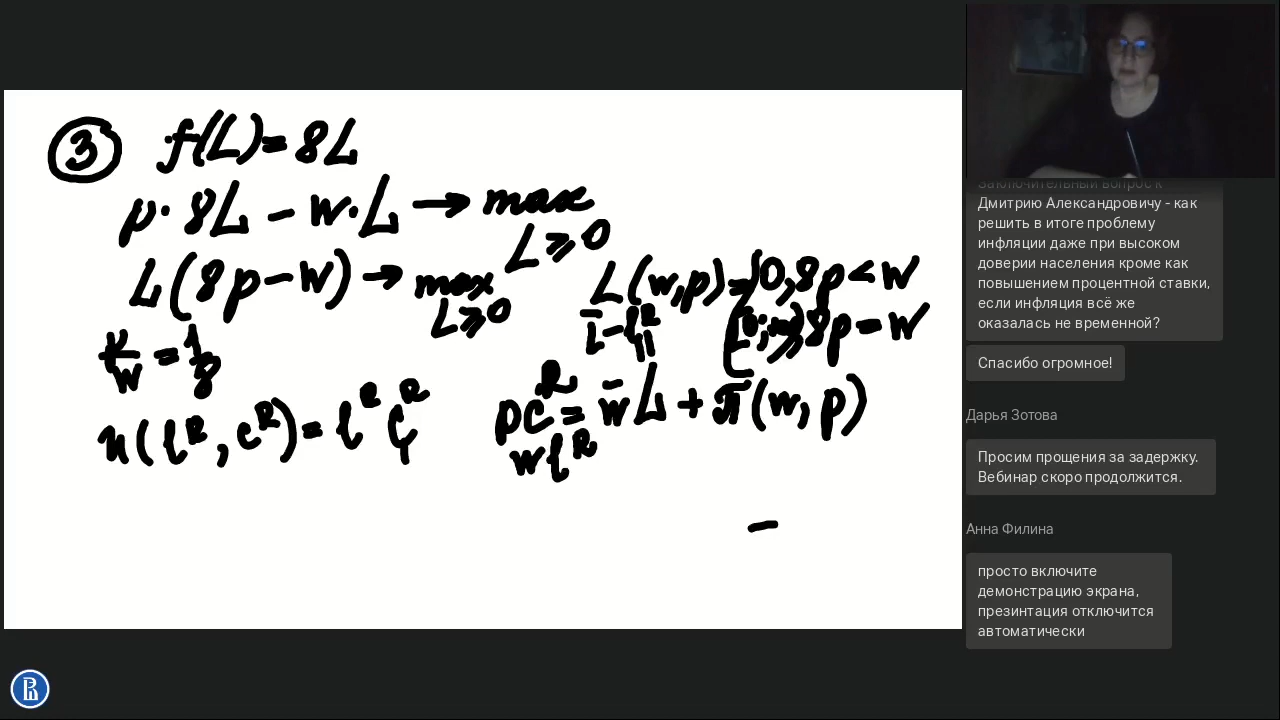 ③ f(L)=8L
p·8L - w·L → max
L⩾0
L(8p-w) → max
L⩾0
L(w,p)= 0, 8p<w
8p=w
p/w = 1/8
u(l^R, c^R)= l^R c^R
pc^R = wL + π(w,p)
wl^R
Заключительный вопрос к
Дмитрию Александровичу - как
решить в итоге проблему
инфляции даже при высоком
доверии населения кроме как
повышением процентной ставки,
если инфляция всё же
оказалась не временной?
Спасибо огромное!
Дарья Зотова
Просим прощения за задержку.
Вебинар скоро продолжится.
Анна Филина
просто включите
демонстрацию экрана,
презинтация отключится
автоматически